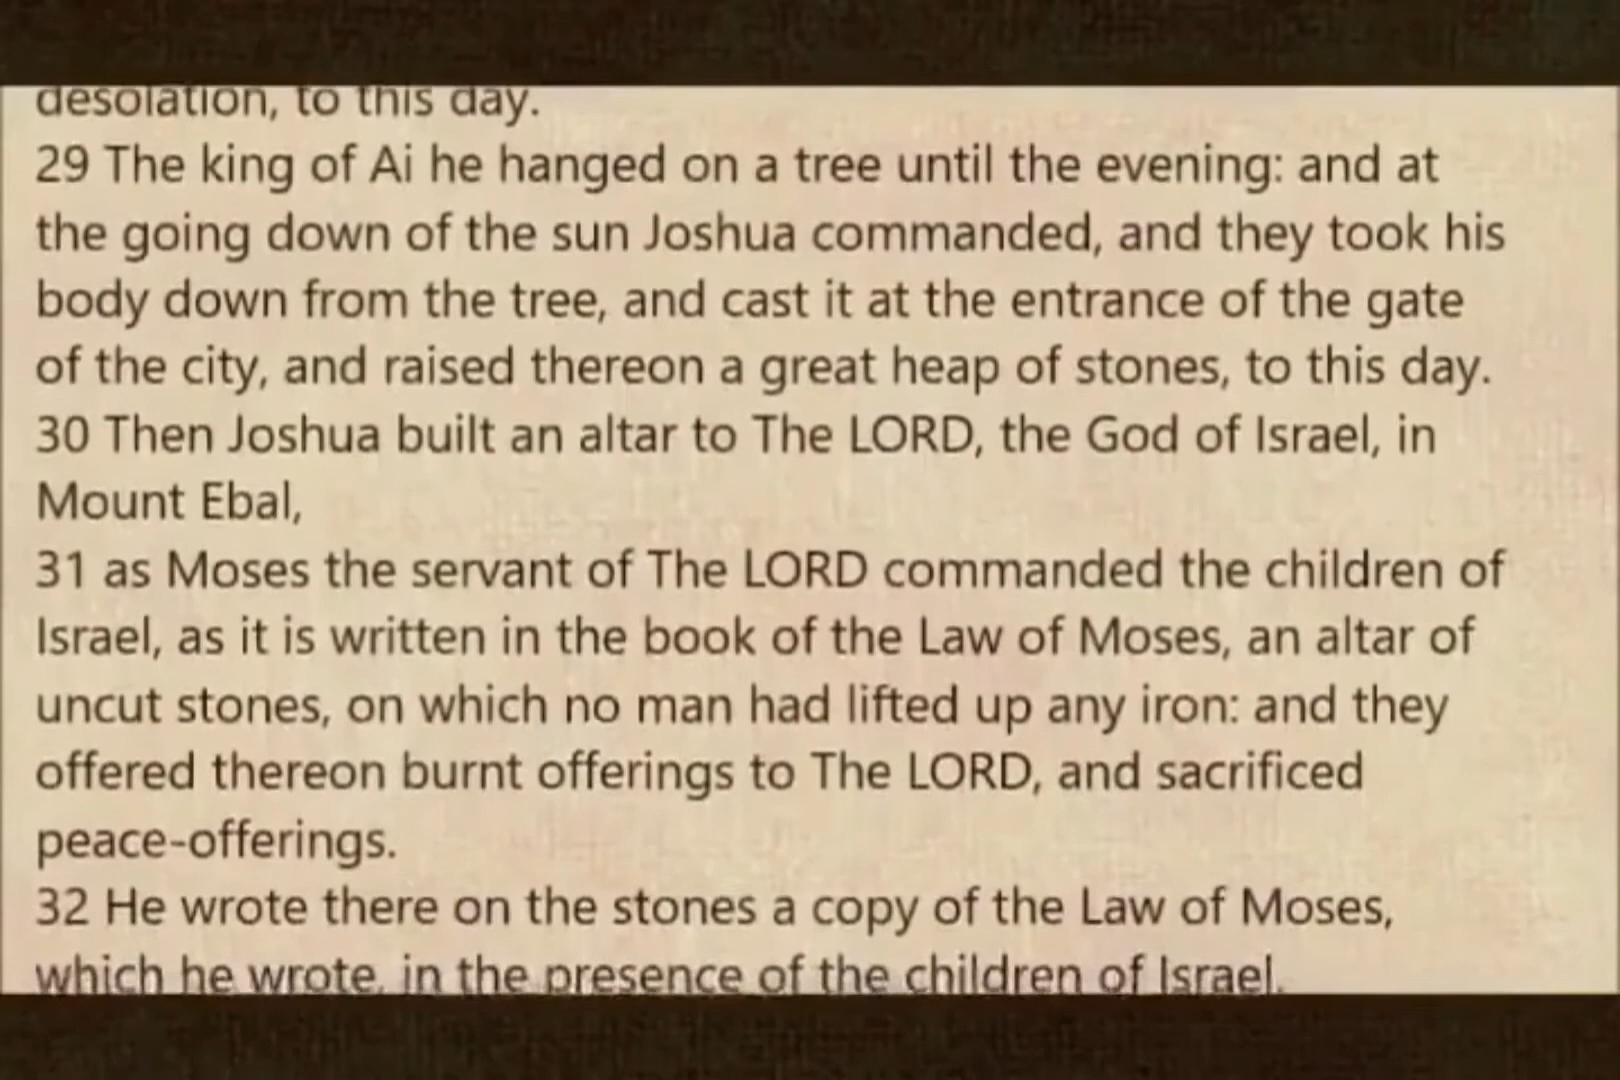 desolation, to this day.
29 The king of Ai he hanged on a tree until the evening: and at
the going down of the sun Joshua commanded, and they took his
body down from the tree, and cast it at the entrance of the gate
of the city, and raised thereon a great heap of stones, to this day.
30 Then Joshua built an altar to The LORD, the God of Israel, in
Mount Ebal,
31 as Moses the servant of The LORD commanded the children of
Israel, as it is written in the book of the Law of Moses, an altar of
uncut stones, on which no man had lifted up any iron: and they
offered thereon burnt offerings to The LORD, and sacrificed
peace-offerings.
32 He wrote there on the stones a copy of the Law of Moses,
which he wrote, in the presence of the children of Israel.